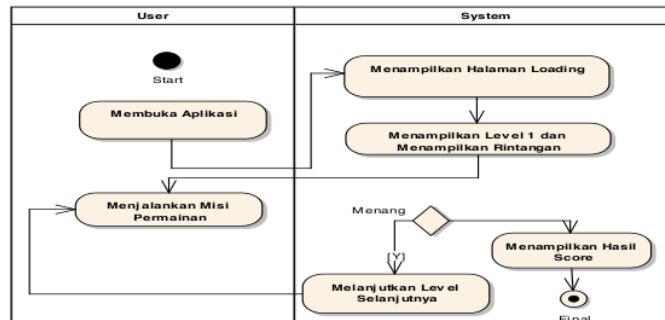 User
System
Start
Menampilkan Halaman Loading
Membuka Aplikasi
Menampilkan Level 1 dan
Menampilkan Rintangan
Menjalankan Misi
Permainan
Menang
Menampilkan Hasil
Score
[Y]
Melanjutkan Level
Selanjutnya
Final